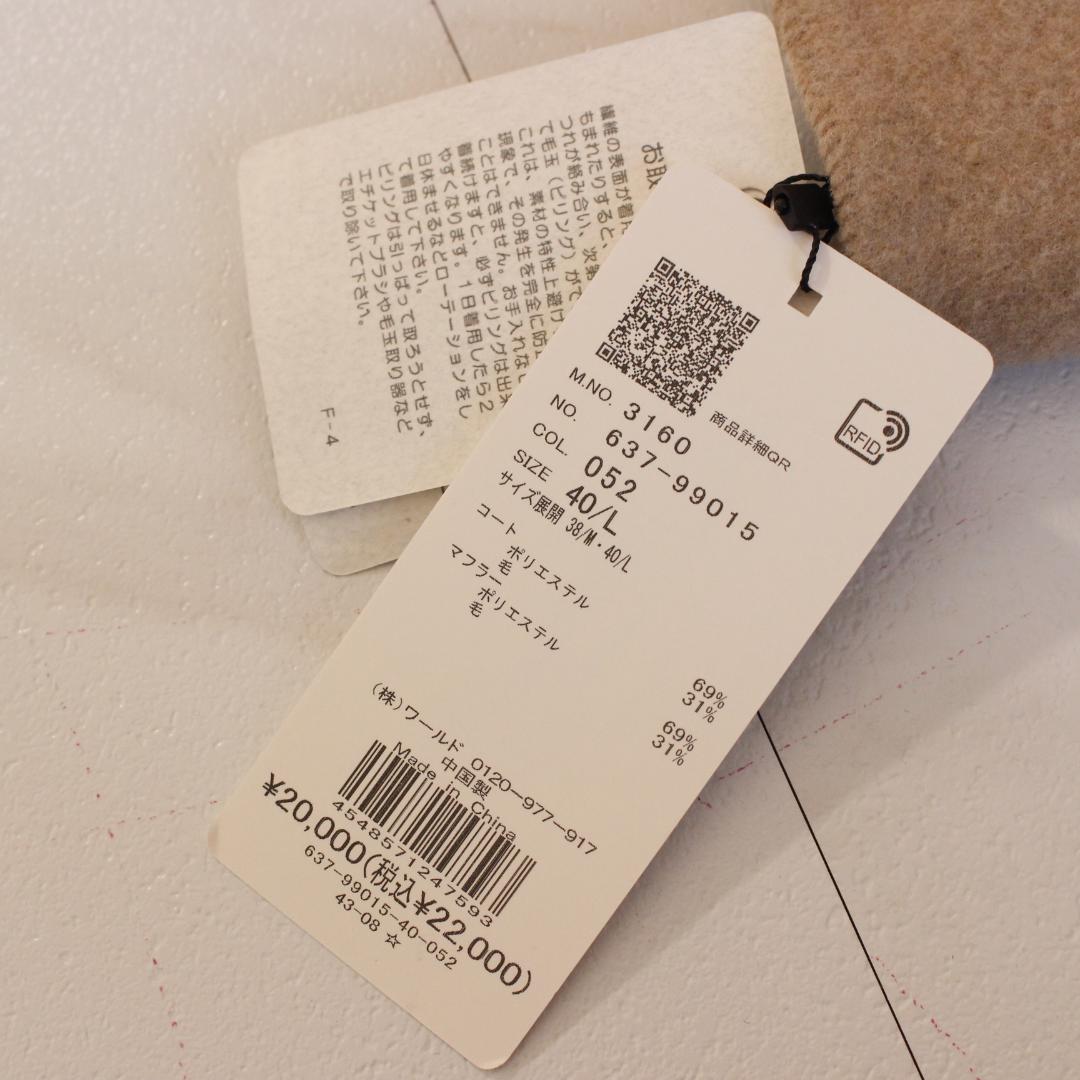 お取
繊維の表面が着
もまれたりすると、
つれが絡み合い、次第
て毛玉（ピリング）がで
これは、素材の特性上避け
現象で、その発生を完全に防止
ことはできません。お手入れなし
着続けますと、必ずピリングは出来
やすくなります。1日着用したら2
日休ませるなどローテーションをし
て着用して下さい。
ピリングは引っぱって取ろうとせず、
エチケットブラシや毛玉取り器など
で取り除いて下さい。
F-4
商品詳細QR
RFID
M.NO. 3160
NO. 637-99015
COL. 052
SIZE 40/L
サイズ展開 38/M・40/L
コート
ポリエステル 69%
毛 31%
マフラー
ポリエステル 69%
毛 31%
(株)ワールド 0120-977-917
中国製
Made in China
4548571247593
¥20,000(税込¥22,000)
637-99015-40-052
43-08 ☆